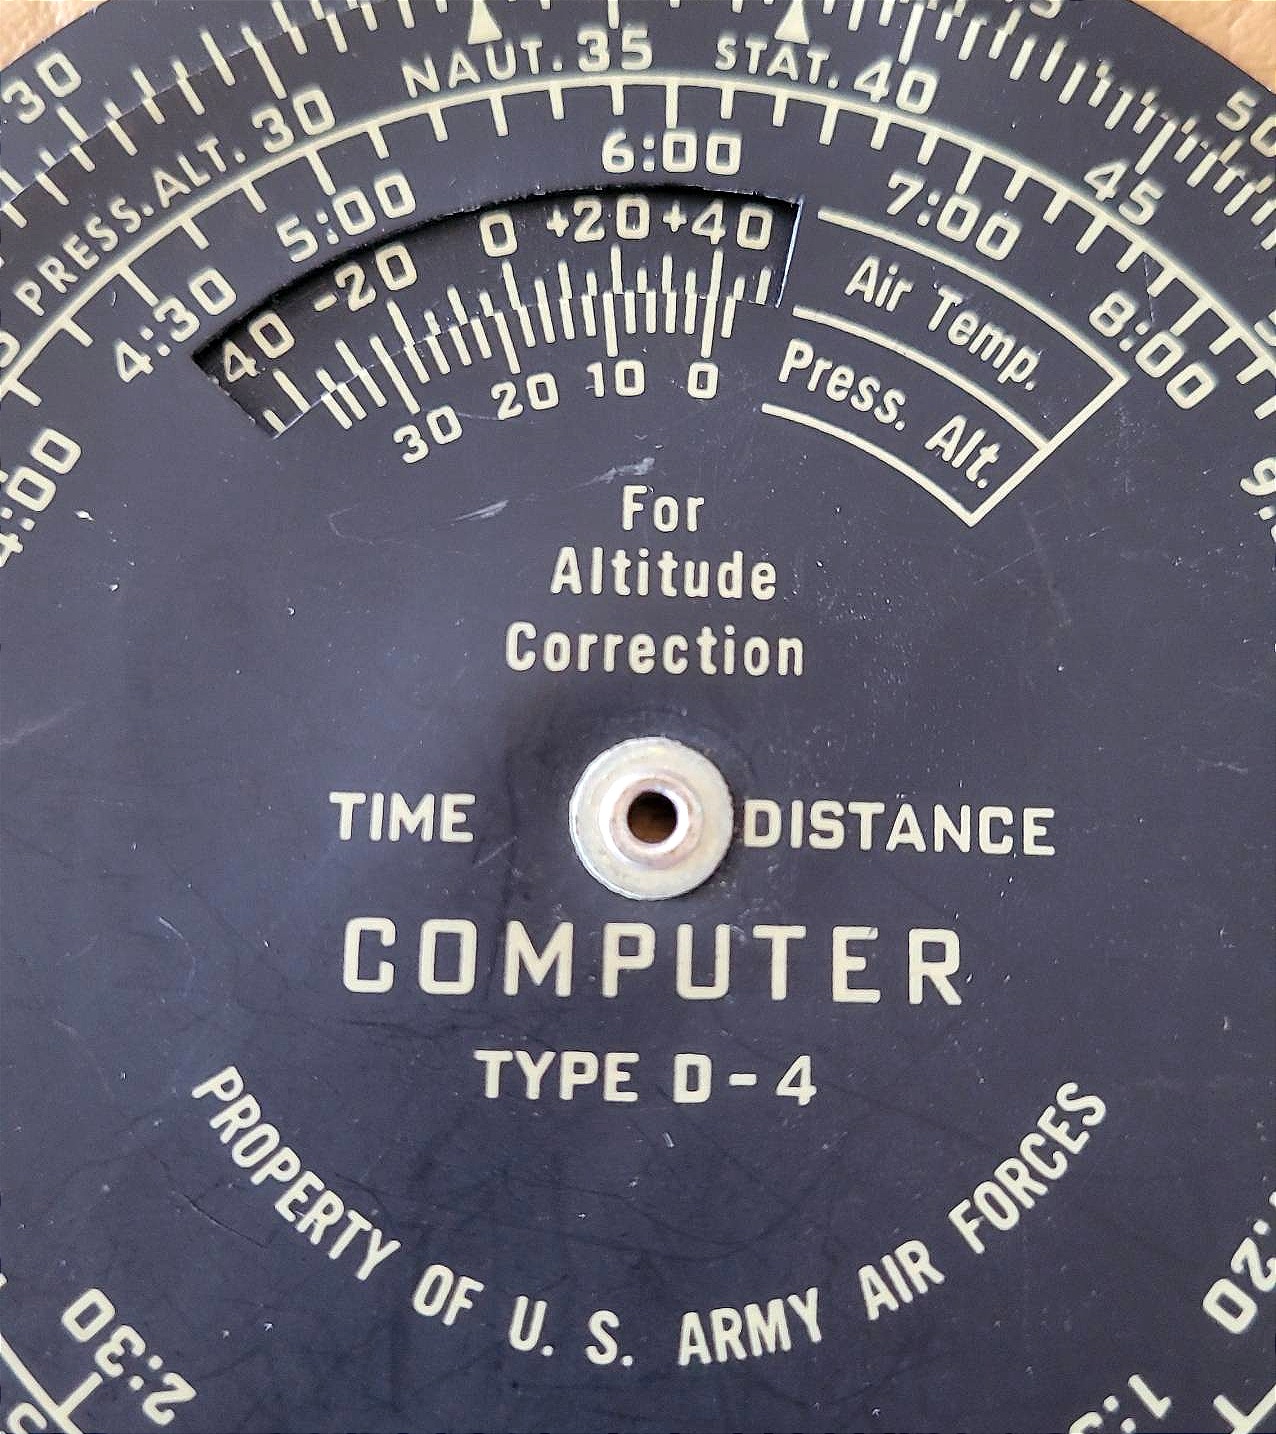 30
50
NAUT. 35 STAT. 40
PRESS. ALT. 30
45
4:00 4:30 5:00 6:00 7:00 8:00
40 -20 0 +20 +40
Air Temp.
30 20 10 0
Press. Alt.
For
Altitude
Correction
TIME DISTANCE
COMPUTER
TYPE D-4
PROPERTY OF U. S. ARMY AIR FORCES
2:30